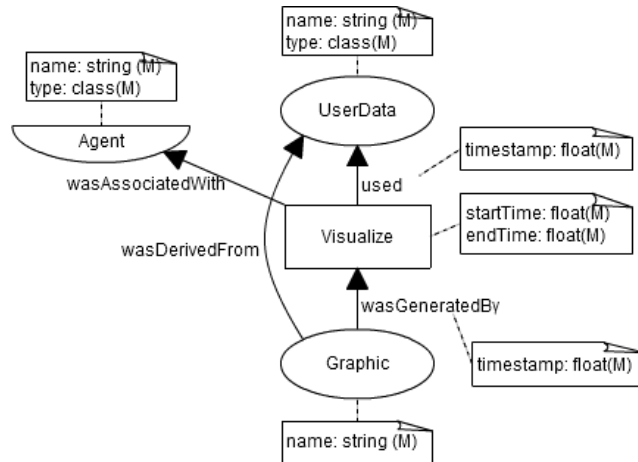 name: string (M)
type: class(M)
name: string (M)
type: class(M)
UserData
Agent
timestamp: float(M)
wasAssociatedWith
used
startTime: float(M)
endTime: float(M)
Visualize
wasDerivedFrom
wasGeneratedBy
Graphic
timestamp: float(M)
name: string (M)